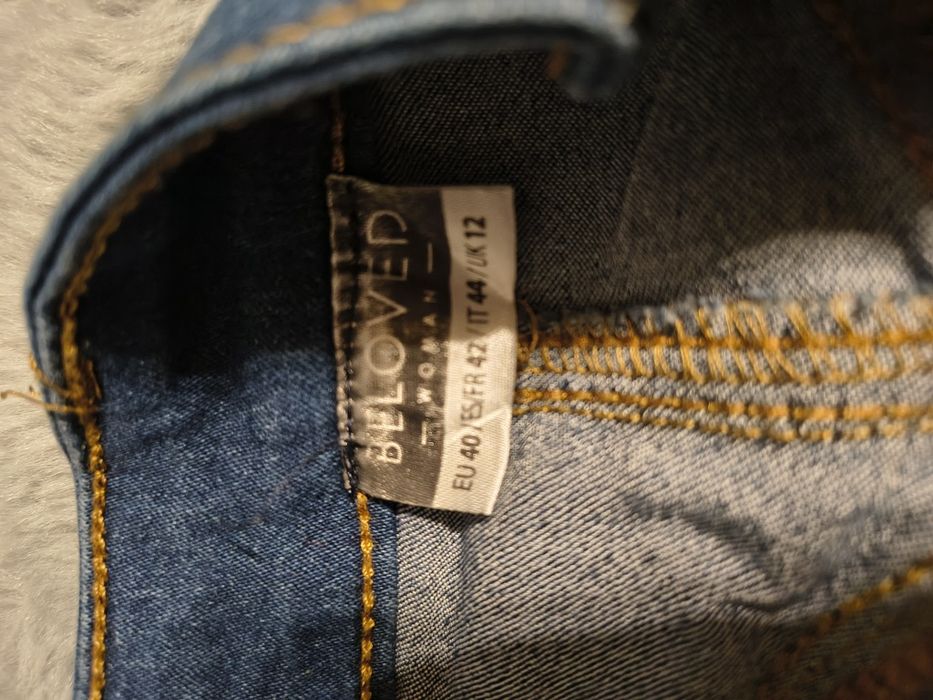 BELOVED
WOMAN
EU 40/ES/FR 42/IT 44/UK 12